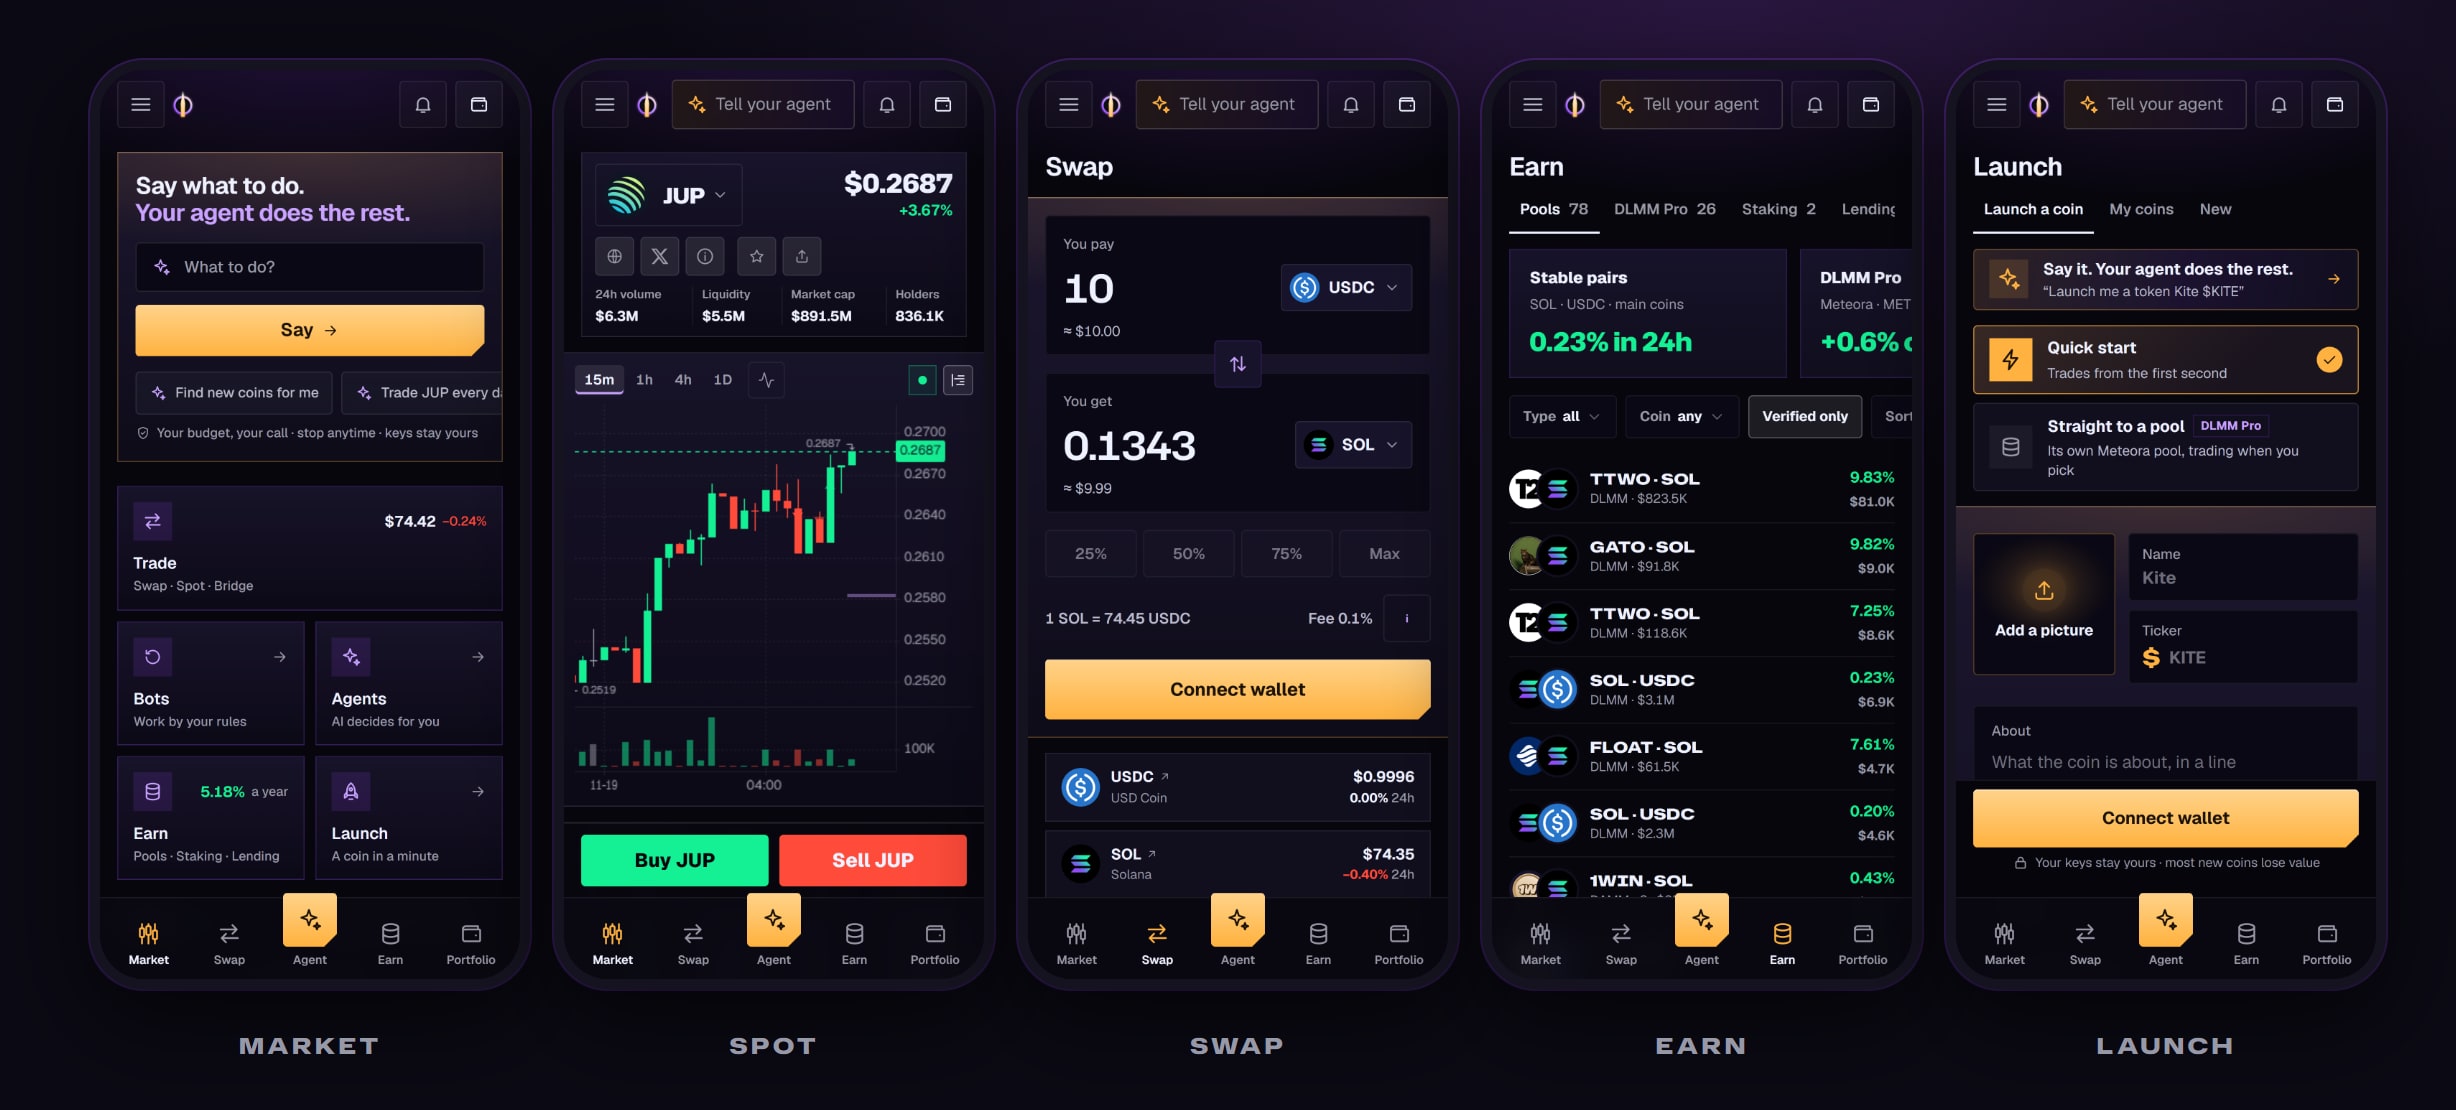 Say what to do.
Your agent does the rest.
What to do?
Say →
Find new coins for me
Trade JUP every d
Your budget, your call · stop anytime · keys stay yours
$74.42 −0.24%
Trade
Swap · Spot · Bridge
Bots
Work by your rules
Agents
AI decides for you
5.18% a year
Earn
Pools · Staking · Lending
Launch
A coin in a minute
Market
Swap
Agent
Earn
Portfolio
MARKET
Tell your agent
JUP
$0.2687
+3.67%
24h volume
$6.3M
Liquidity
$5.5M
Market cap
$891.5M
Holders
836.1K
15m 1h 4h 1D
0.2700
0.2687
0.2687
0.2670
0.2640
0.2610
0.2580
0.2550
0.2520
0.2519
100K
11-19
04:00
Buy JUP
Sell JUP
Market
Swap
Agent
Earn
Portfolio
SPOT
Tell your agent
Swap
You pay
10
USDC
≈ $10.00
You get
0.1343
SOL
≈ $9.99
25%
50%
75%
Max
1 SOL = 74.45 USDC
Fee 0.1%
i
Connect wallet
USDC ↗
USD Coin
$0.9996
0.00% 24h
SOL ↗
Solana
$74.35
−0.40% 24h
Market
Swap
Agent
Earn
Portfolio
SWAP
Tell your agent
Earn
Pools 78
DLMM Pro 26
Staking 2
Lending
Stable pairs
SOL · USDC · main coins
0.23% in 24h
DLMM Pro
Meteora · MET
+0.6%
Type all
Coin any
Verified only
Sort
TTWO · SOL
DLMM · $823.5K
9.83%
$81.0K
GATO · SOL
DLMM · $91.8K
9.82%
$9.0K
TTWO · SOL
DLMM · $118.6K
7.25%
$8.6K
SOL · USDC
DLMM · $3.1M
0.23%
$6.9K
FLOAT · SOL
DLMM · $61.5K
7.61%
$4.7K
SOL · USDC
DLMM · $2.3M
0.20%
$4.6K
1WIN · SOL
0.43%
Market
Swap
Agent
Earn
Portfolio
EARN
Tell your agent
Launch
Launch a coin
My coins
New
Say it. Your agent does the rest.
“Launch me a token Kite $KITE”
Quick start
Trades from the first second
Straight to a pool DLMM Pro
Its own Meteora pool, trading when you
pick
Add a picture
Name
Kite
Ticker
$ KITE
About
What the coin is about, in a line
Connect wallet
Your keys stay yours · most new coins lose value
Market
Swap
Agent
Earn
Portfolio
LAUNCH